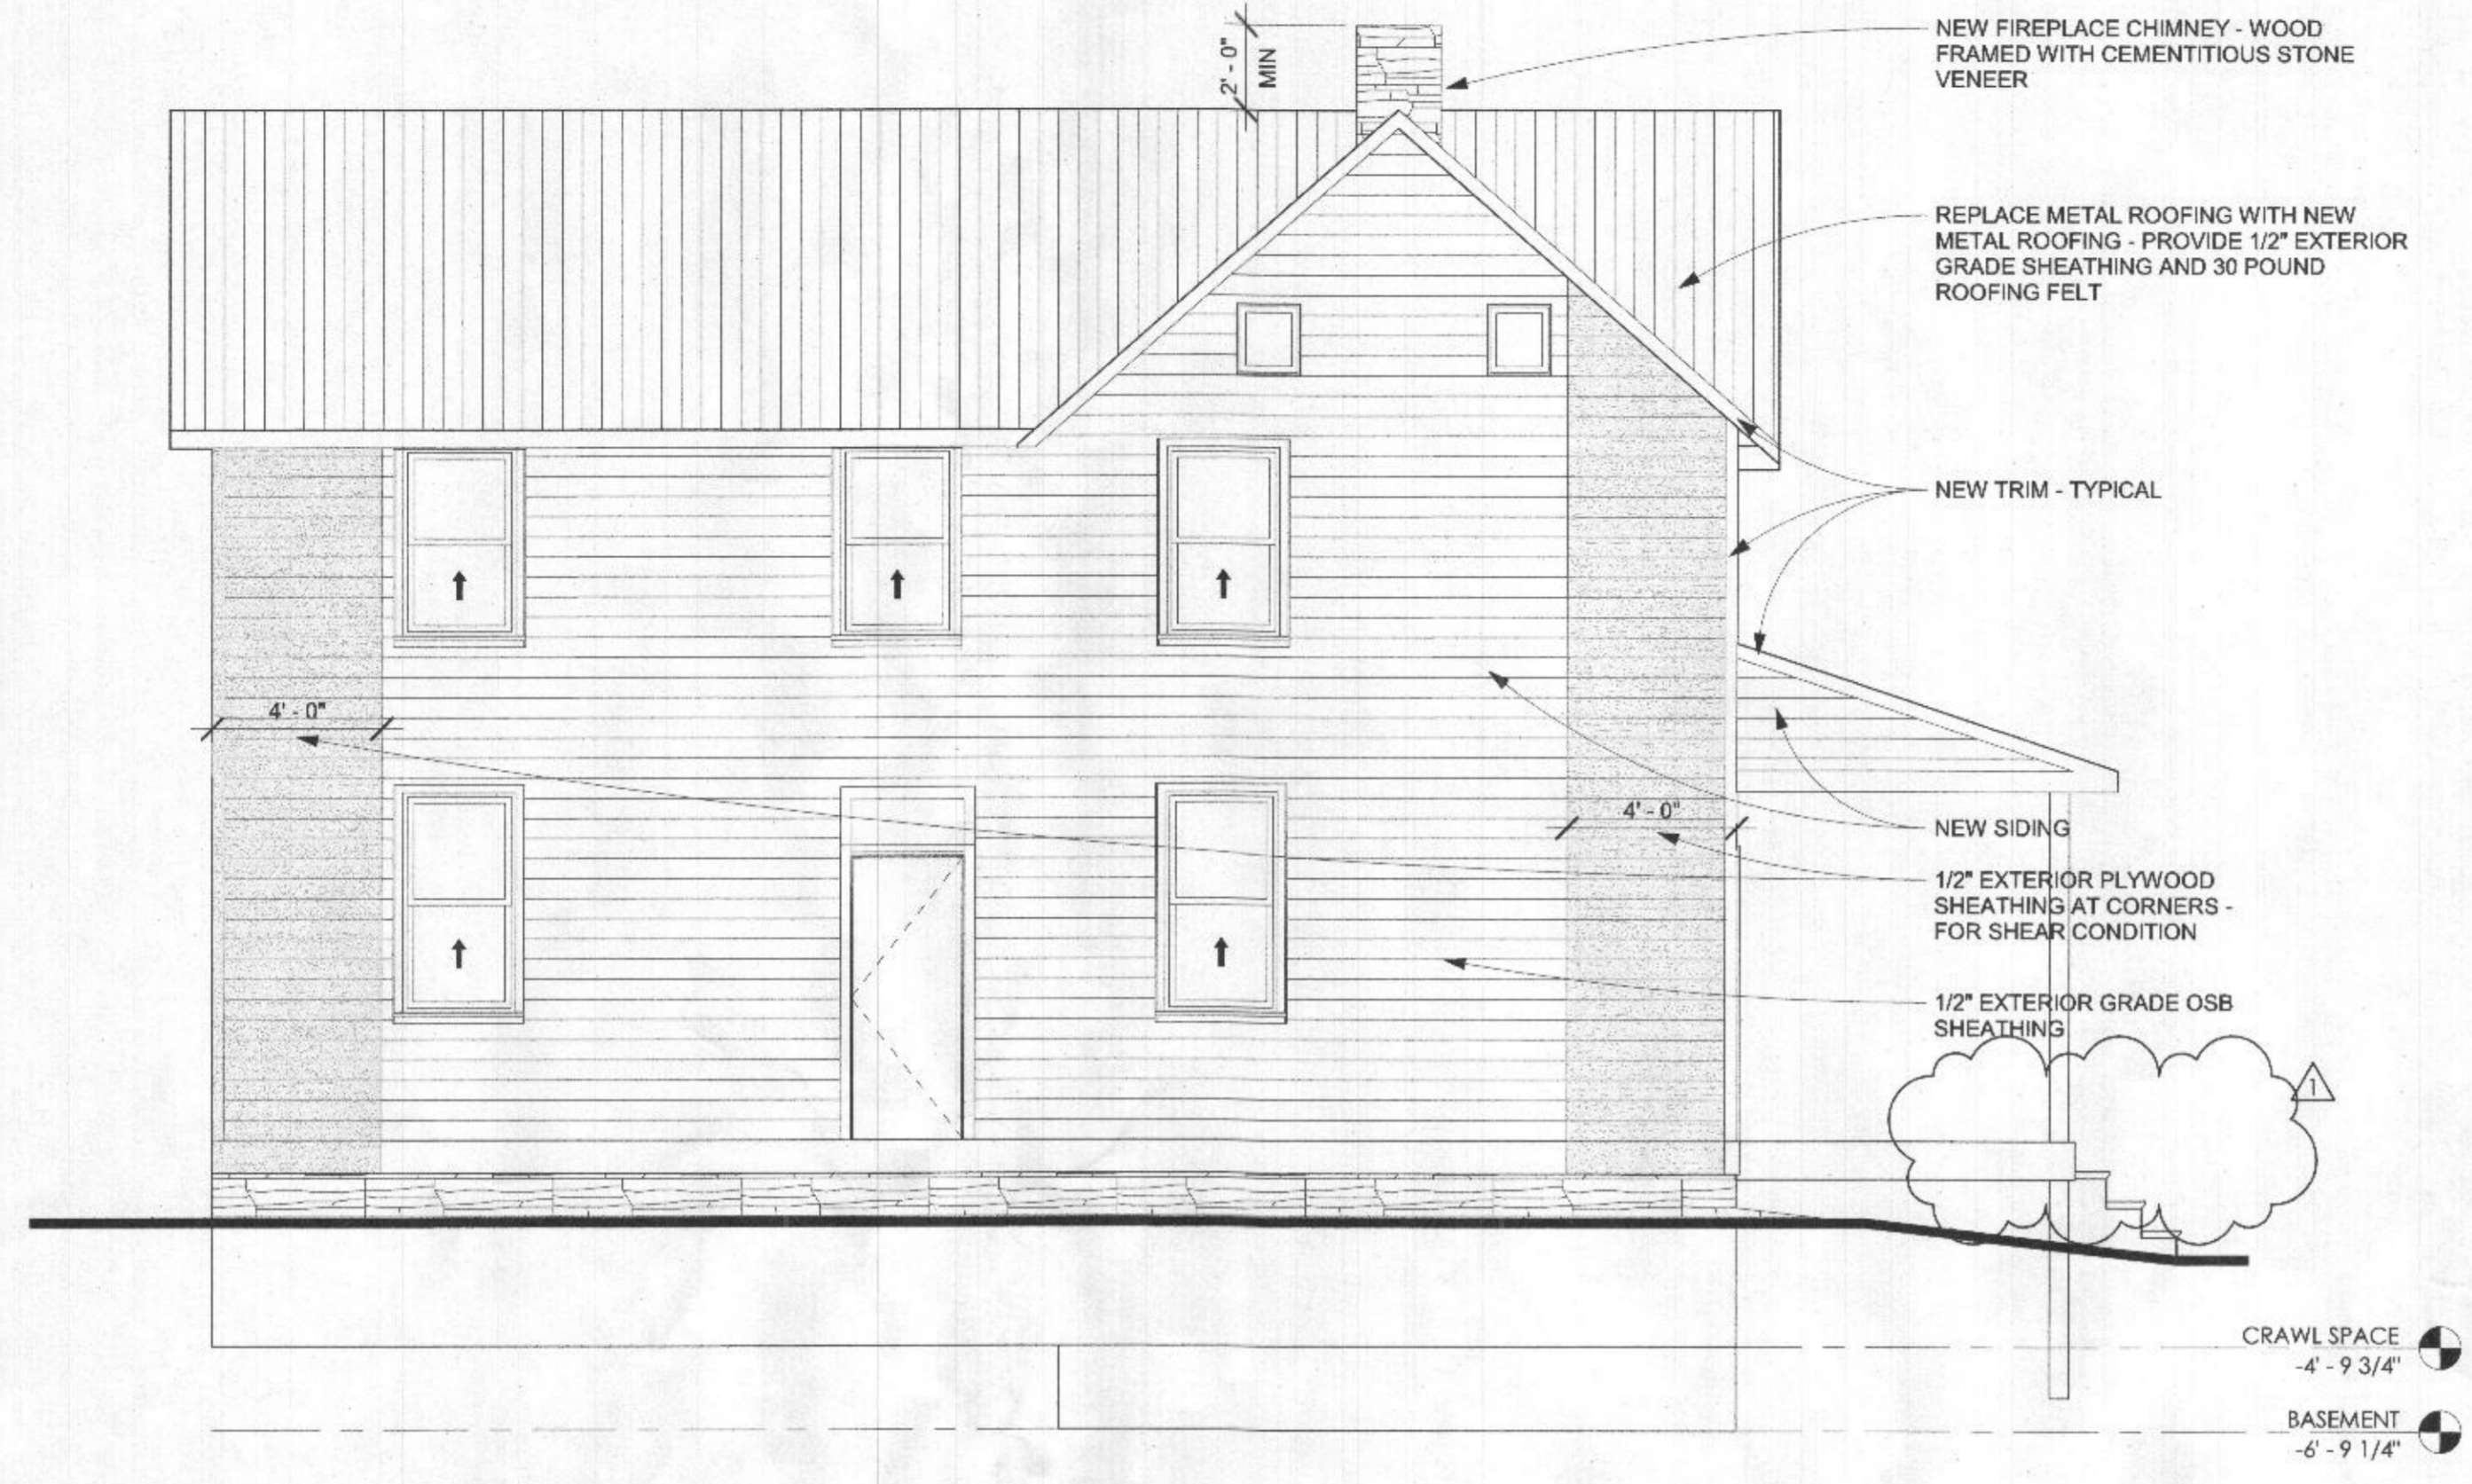 2' - 0"
MIN
NEW FIREPLACE CHIMNEY - WOOD
FRAMED WITH CEMENTITIOUS STONE
VENEER
REPLACE METAL ROOFING WITH NEW
METAL ROOFING - PROVIDE 1/2" EXTERIOR
GRADE SHEATHING AND 30 POUND
ROOFING FELT
NEW TRIM - TYPICAL
4' - 0"
4' - 0"
NEW SIDING
1/2" EXTERIOR PLYWOOD
SHEATHING AT CORNERS -
FOR SHEAR CONDITION
1/2" EXTERIOR GRADE OSB
SHEATHING
1
CRAWL SPACE
-4' - 9 3/4"
BASEMENT
-6' - 9 1/4"